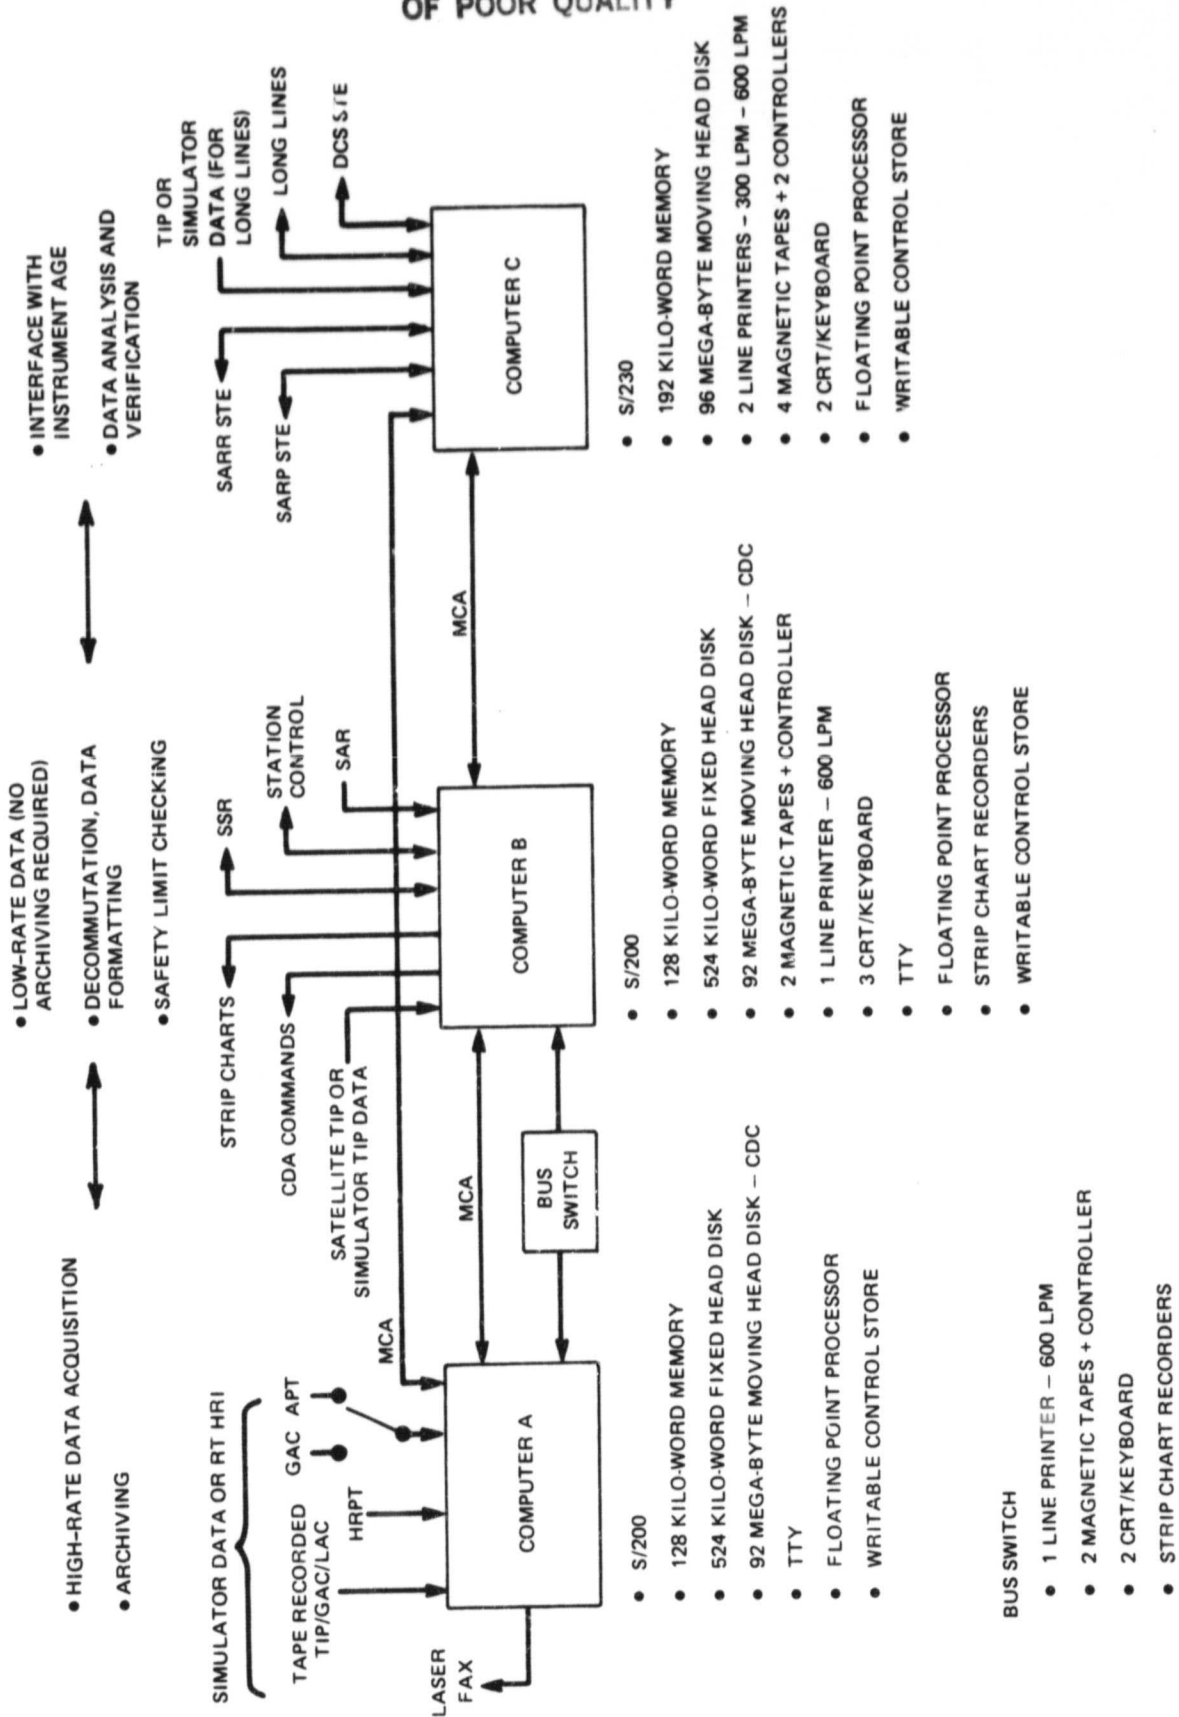 OF POOR QUALITY
• HIGH-RATE DATA ACQUISITION
• ARCHIVING
• LOW-RATE DATA (NO
ARCHIVING REQUIRED)
• DECOMMUTATION, DATA
FORMATTING
• SAFETY LIMIT CHECKING
• INTERFACE WITH
INSTRUMENT AGE
• DATA ANALYSIS AND
VERIFICATION
SIMULATOR DATA OR RT HRI
TAPE RECORDED
TIP/GAC/LAC
HRPT
GAC APT
MCA
LASER
FAX
COMPUTER A
STRIP CHARTS
CDA COMMANDS
SATELLITE TIP OR
SIMULATOR TIP DATA
SSR
STATION
CONTROL
SAR
MCA
BUS
SWITCH
COMPUTER B
MCA
SARR STE
SARP STE
TIP OR
SIMULATOR
DATA (FOR
LONG LINES)
LONG LINES
DCS STE
COMPUTER C
• S/200
• 128 KILO-WORD MEMORY
• 524 KILO-WORD FIXED HEAD DISK
• 92 MEGA-BYTE MOVING HEAD DISK – CDC
• TTY
• FLOATING POINT PROCESSOR
• WRITABLE CONTROL STORE
BUS SWITCH
• 1 LINE PRINTER – 600 LPM
• 2 MAGNETIC TAPES + CONTROLLER
• 2 CRT/KEYBOARD
• STRIP CHART RECORDERS
• S/200
• 128 KILO-WORD MEMORY
• 524 KILO-WORD FIXED HEAD DISK
• 92 MEGA-BYTE MOVING HEAD DISK – CDC
• 2 MAGNETIC TAPES + CONTROLLER
• 1 LINE PRINTER – 600 LPM
• 3 CRT/KEYBOARD
• TTY
• FLOATING POINT PROCESSOR
• STRIP CHART RECORDERS
• WRITABLE CONTROL STORE
• S/230
• 192 KILO-WORD MEMORY
• 96 MEGA-BYTE MOVING HEAD DISK
• 2 LINE PRINTERS – 300 LPM – 600 LPM
• 4 MAGNETIC TAPES + 2 CONTROLLERS
• 2 CRT/KEYBOARD
• FLOATING POINT PROCESSOR
• WRITABLE CONTROL STORE